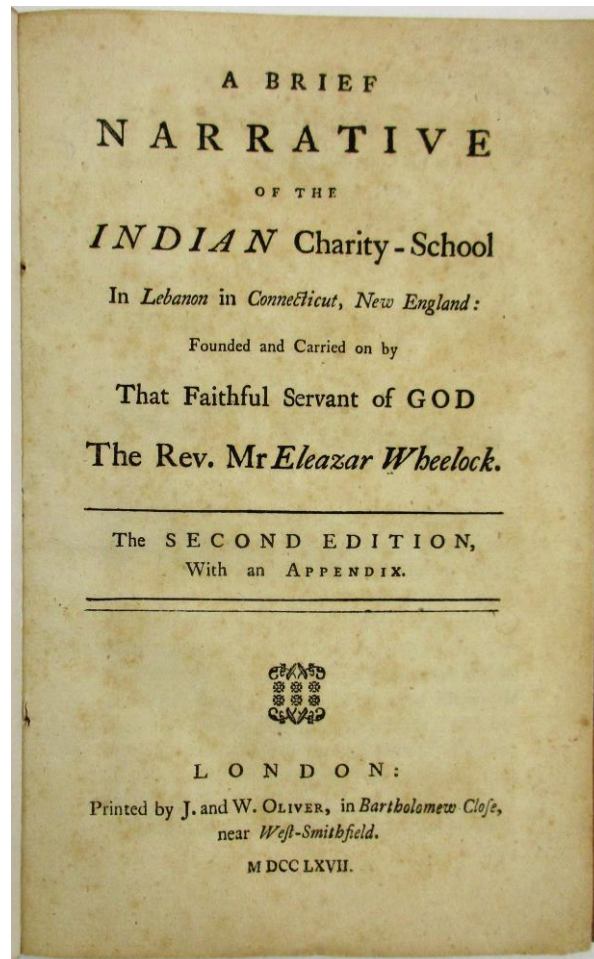 A BRIEF
NARRATIVE
OF THE
INDIAN Charity-School
In Lebanon in Connecticut, New England:
Founded and Carried on by
That Faithful Servant of GOD
The Rev. Mr Eleazar Wheelock.
The SECOND EDITION,
With an APPENDIX.
LONDON:
Printed by J. and W. OLIVER, in Bartholomew Cloſe,
near Weſt-Smithfield.
M DCC LXVII.